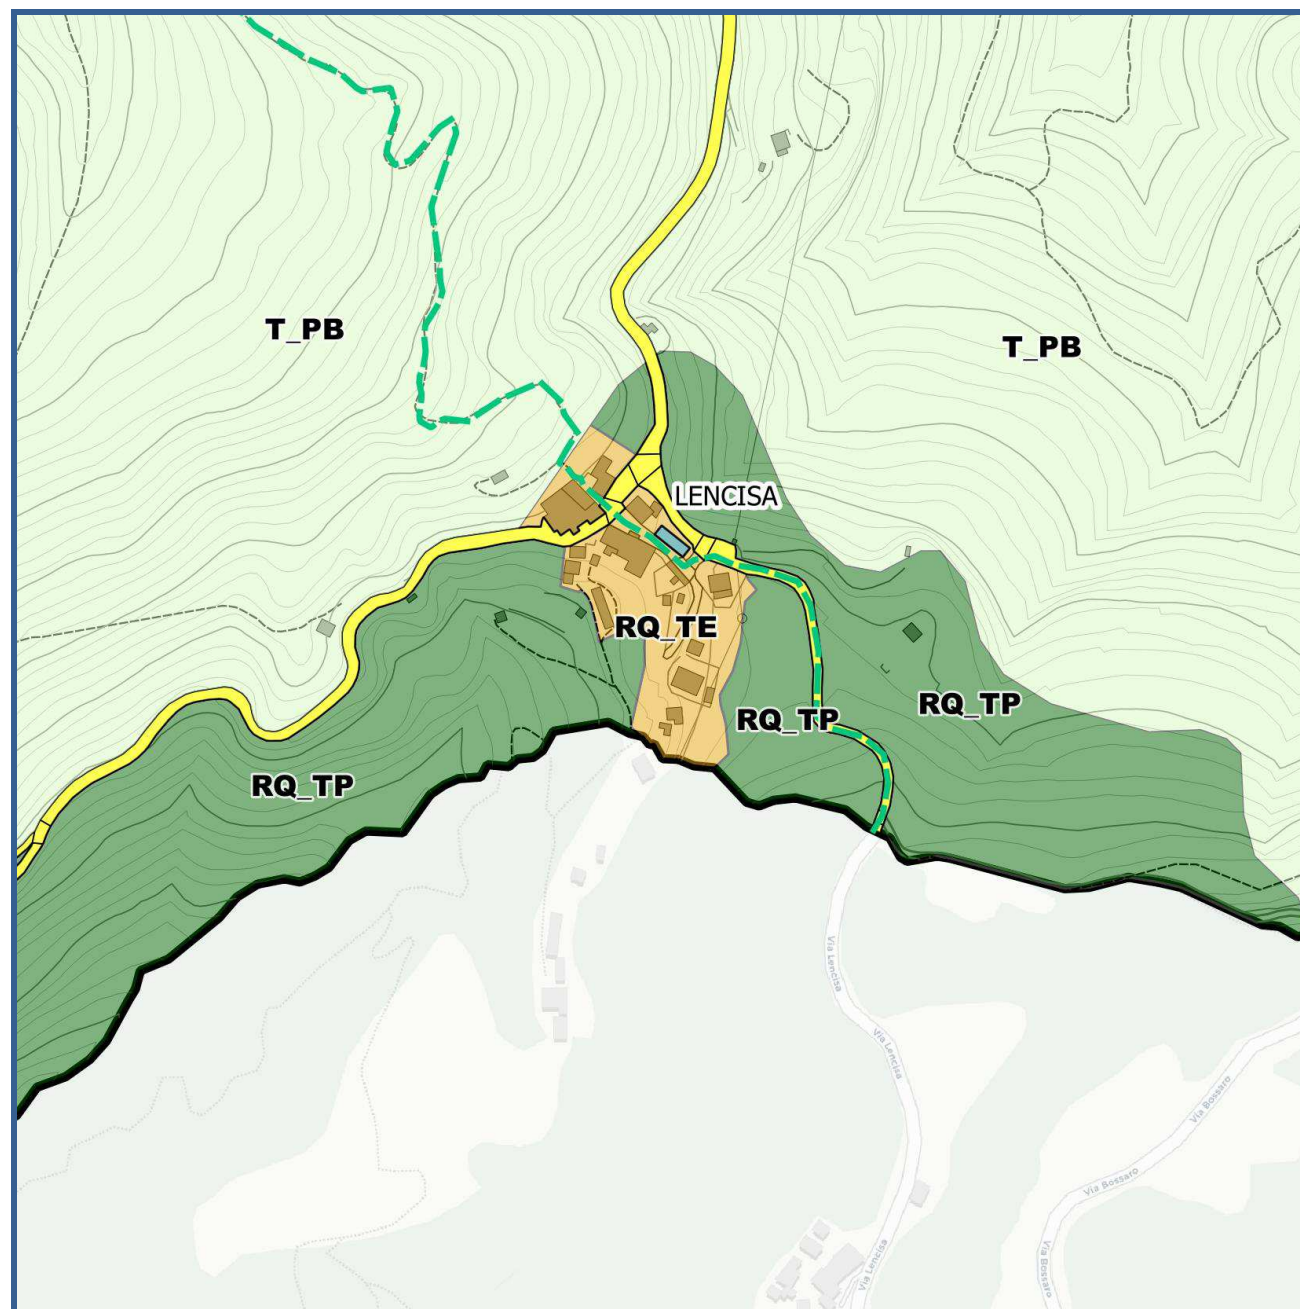 T_PB
T_PB
LENCISA
RQ_TE
RQ_TP
RQ_TP
RQ_TP
Via Lencisa
Via Lencisa
Via Bossaro
Via Bossaro
Via Lencisa
Via Bossaro